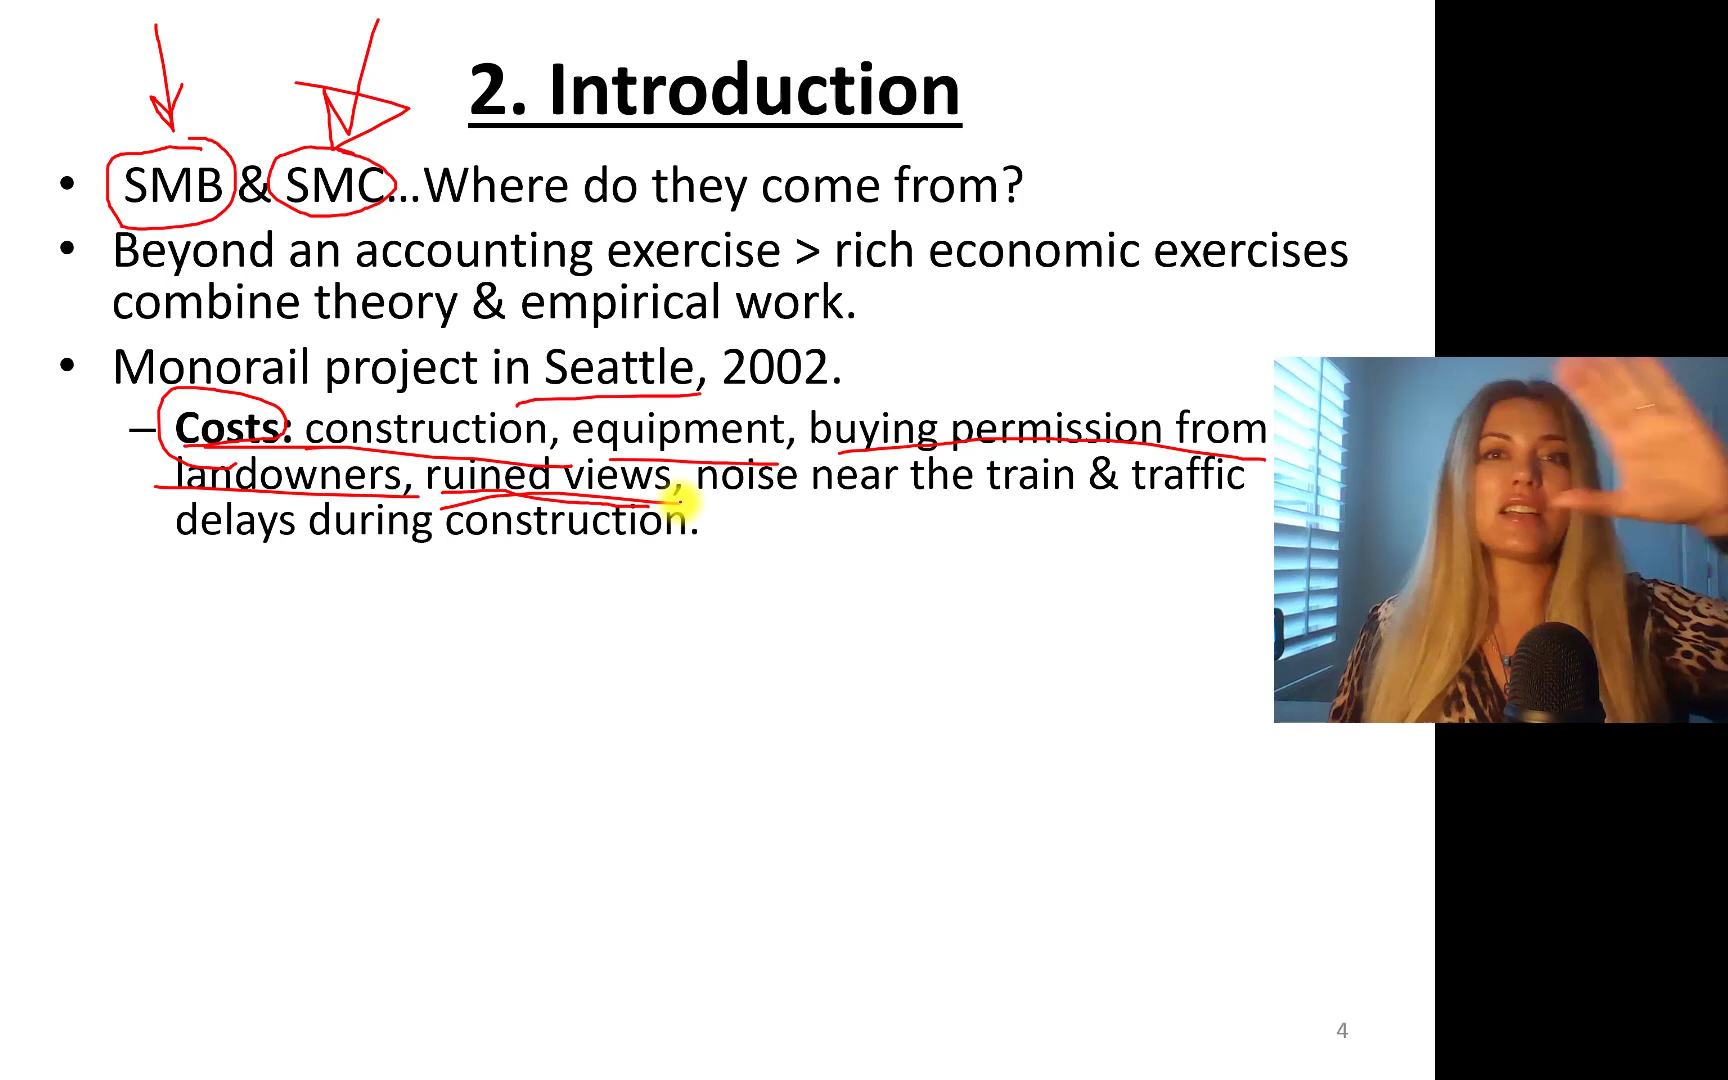 2. Introduction
• SMB & SMC...Where do they come from?
• Beyond an accounting exercise > rich economic exercises
combine theory & empirical work.
• Monorail project in Seattle, 2002.
– Costs: construction, equipment, buying permission from
landowners, ruined views, noise near the train & traffic
delays during construction.
4